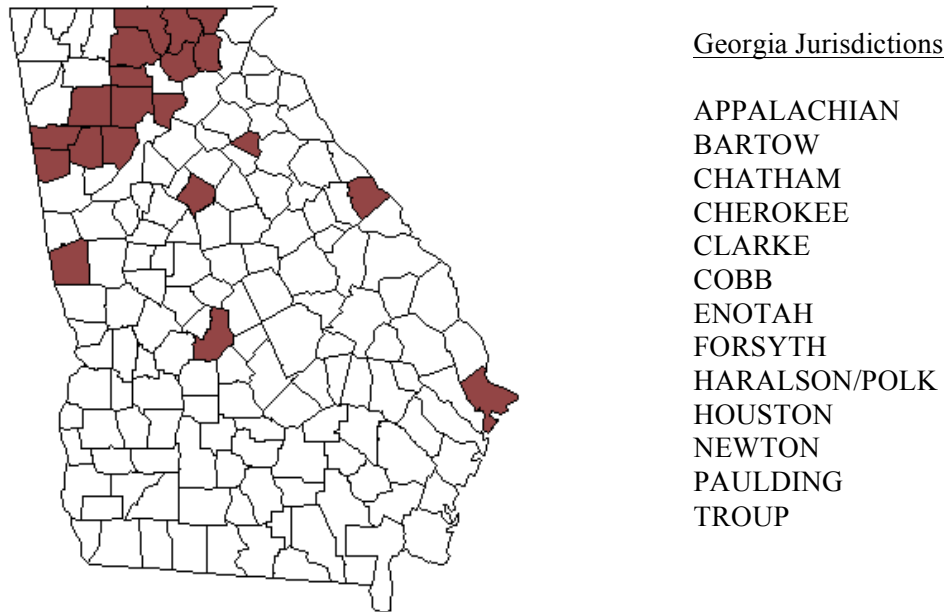 Georgia Jurisdictions
APPALACHIAN
BARTOW
CHATHAM
CHEROKEE
CLARKE
COBB
ENOTAH
FORSYTH
HARALSON/POLK
HOUSTON
NEWTON
PAULDING
TROUP